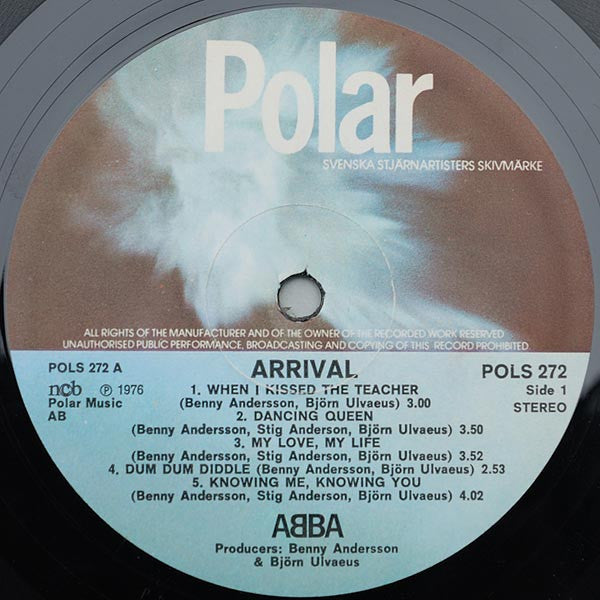 Polar
SVENSKA STJÄRNARTISTERS SKIVMÄRKE
ALL RIGHTS OF THE MANUFACTURER AND OF THE OWNER OF THE RECORDED WORK RESERVED
UNAUTHORISED PUBLIC PERFORMANCE, BROADCASTING AND COPYING OF THIS RECORD PROHIBITED
POLS 272 A
ncb ℗ 1976
Polar Music
AB
ARRIVAL
POLS 272
Side 1
STEREO
1. WHEN I KISSED THE TEACHER
(Benny Andersson, Björn Ulvaeus) 3.00
2. DANCING QUEEN
(Benny Andersson, Stig Anderson, Björn Ulvaeus) 3.50
3. MY LOVE, MY LIFE
(Benny Andersson, Stig Anderson, Björn Ulvaeus) 3.52
4. DUM DUM DIDDLE (Benny Andersson, Björn Ulvaeus) 2.53
5. KNOWING ME, KNOWING YOU
(Benny Andersson, Stig Anderson, Björn Ulvaeus) 4.02
ABBA
Producers: Benny Andersson
& Björn Ulvaeus